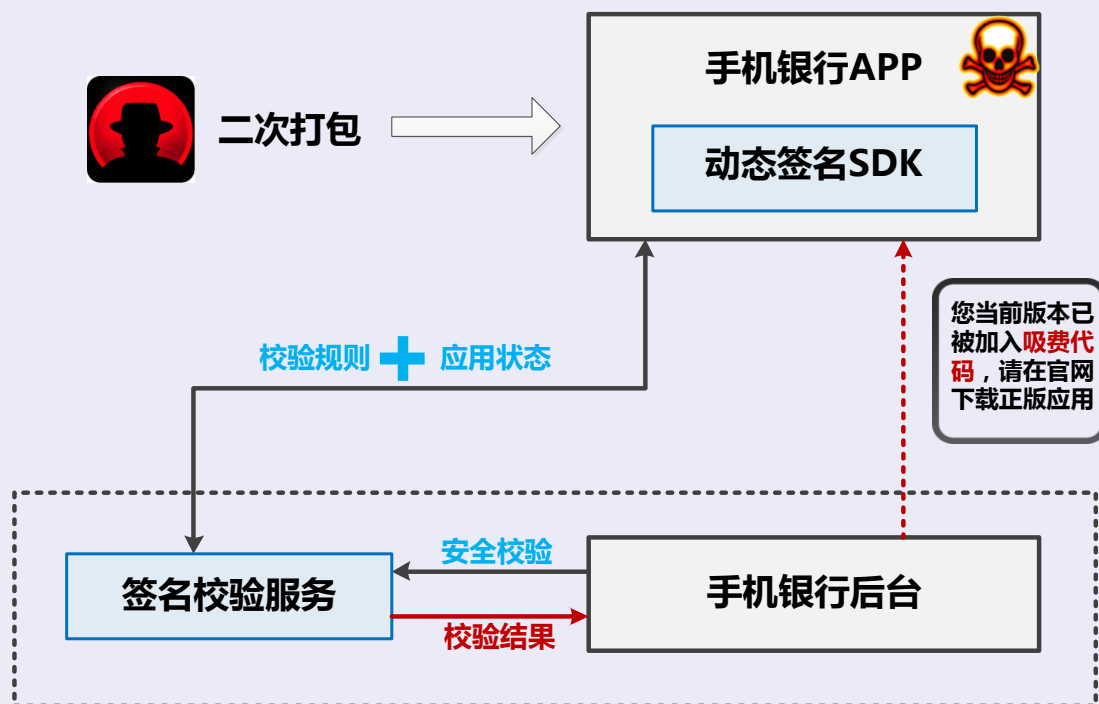 手机银行APP
二次打包
动态签名SDK
您当前版本已
被加入吸费代
码，请在官网
下载正版应用
校验规则
应用状态
安全校验
签名校验服务
手机银行后台
校验结果